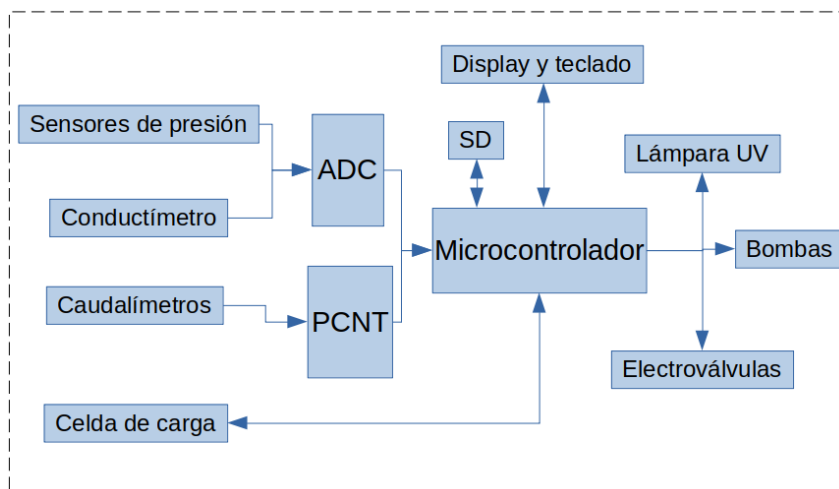 Display y teclado
Sensores de presión
ADC
SD
Lámpara UV
Conductímetro
Microcontrolador
Bombas
Caudalímetros
PCNT
Electroválvulas
Celda de carga